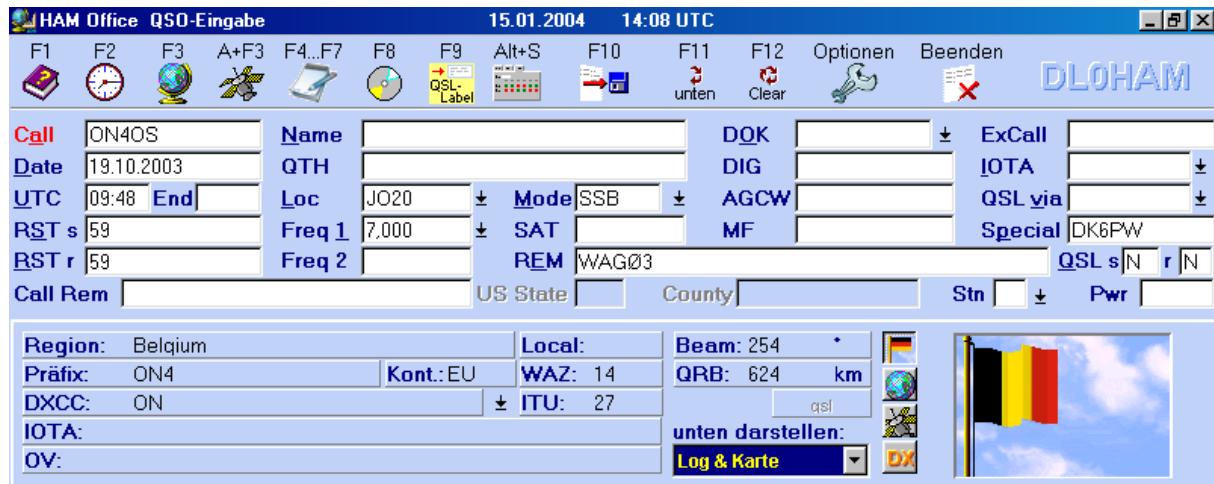 HAM Office QSO-Eingabe 15.01.2004 14:08 UTC
F1 F2 F3 A+F3 F4...F7 F8 F9 Alt+S F10 F11 F12 Optionen Beenden
QSL-Label unten Clear DL0HAM
Call ON4OS Name DOK ExCall
Date 19.10.2003 QTH DIG IOTA
UTC 09:48 End Loc JO20 Mode SSB AGCW QSL via
RST s 59 Freq 1 7,000 SAT MF Special DK6PW
RST r 59 Freq 2 REM WAGØ3 QSL s N r N
Call Rem US State County Stn Pwr
Region: Belgium Local: Beam: 254 °
Präfix: ON4 Kont.: EU WAZ: 14 QRB: 624 km
DXCC: ON ITU: 27 qsl
IOTA: unten darstellen:
OV: Log & Karte DX